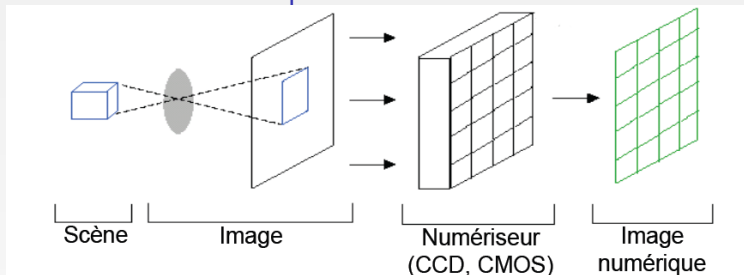 Scène
Image
Numériseur
(CCD, CMOS)
Image
numérique